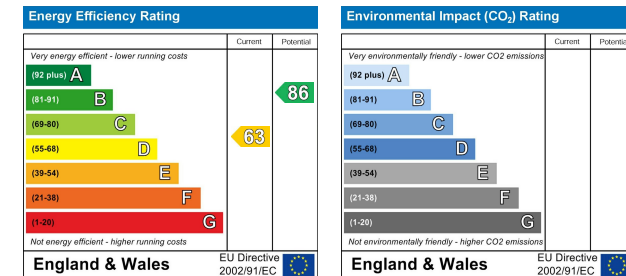 Energy Efficiency Rating
Current Potential
Very energy efficient - lower running costs
(92 plus) A
(81-91) B
86
(69-80) C
63
(55-68) D
(39-54) E
(21-38) F
(1-20) G
Not energy efficient - higher running costs
England & Wales
EU Directive
2002/91/EC
Environmental Impact (CO₂) Rating
Current Potential
Very environmentally friendly - lower CO2 emissions
(92 plus) A
(81-91) B
(69-80) C
(55-68) D
(39-54) E
(21-38) F
(1-20) G
Not environmentally friendly - higher CO2 emissions
England & Wales
EU Directive
2002/91/EC